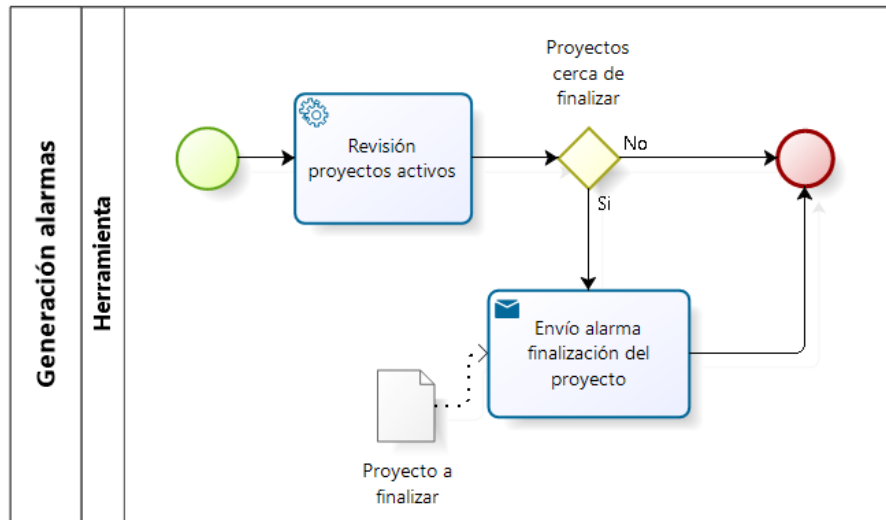 Generación alarmas
Herramienta
Revisión
proyectos activos
Proyectos
cerca de
finalizar
No
Si
Envío alarma
finalización del
proyecto
Proyecto a
finalizar